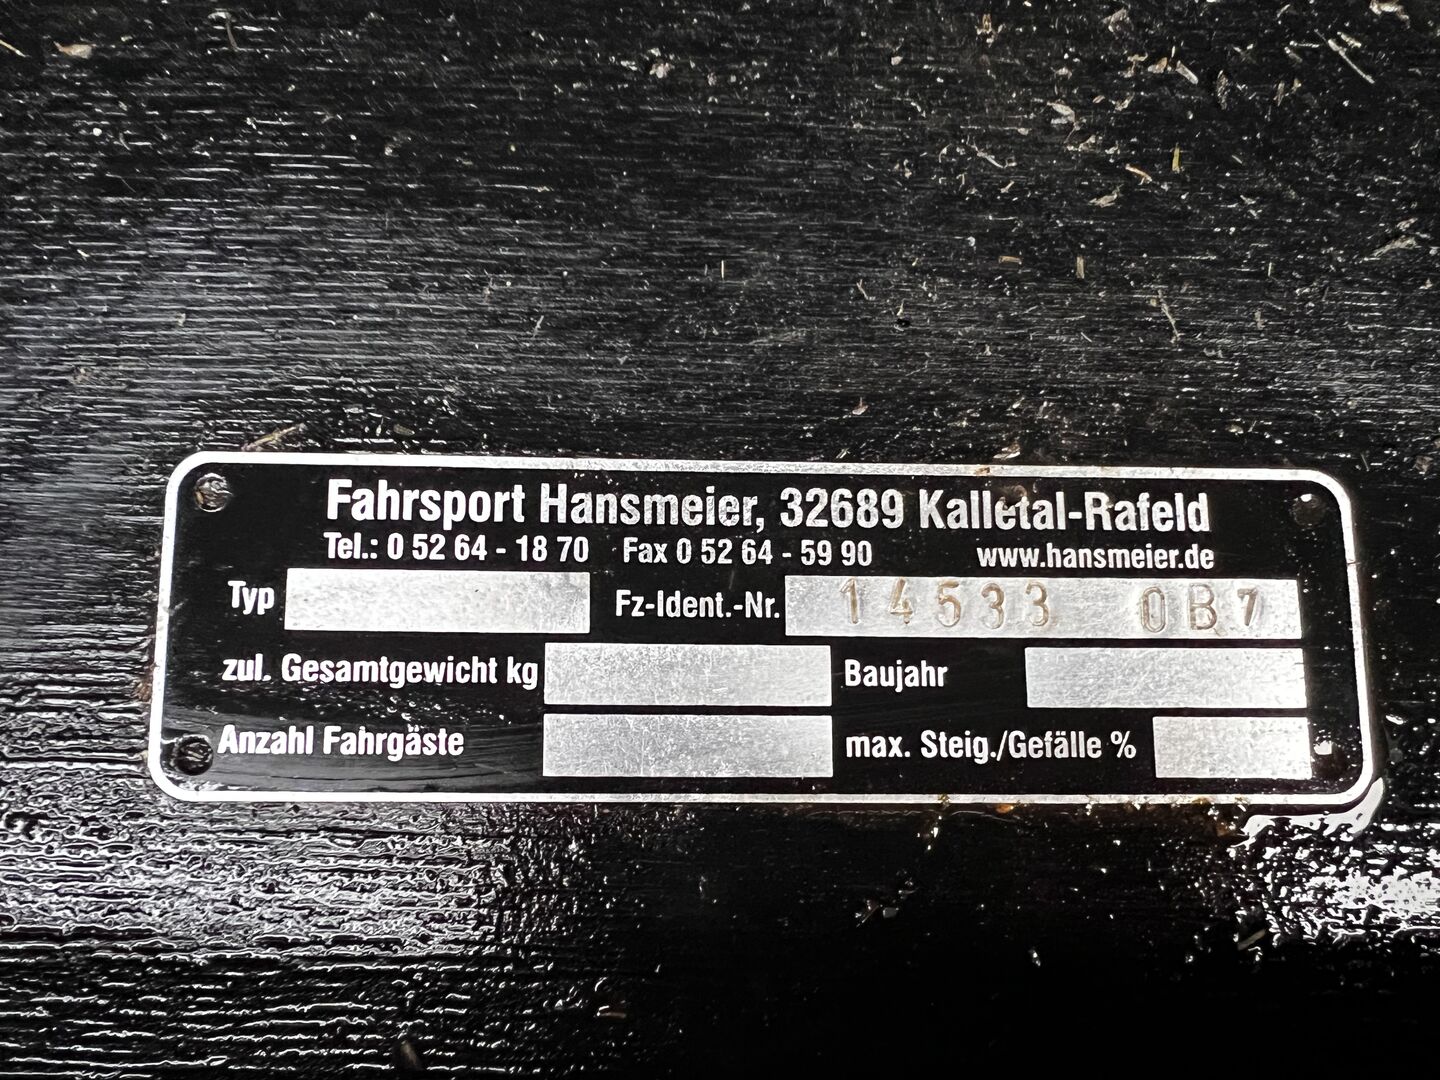 Fahrsport Hansmeier, 32689 Kalletal-Rafeld
Tel.: 0 52 64 - 18 70 Fax 0 52 64 - 59 90 www.hansmeier.de
Typ Fz-Ident.-Nr. 14533 0B7
zul. Gesamtgewicht kg Baujahr
Anzahl Fahrgäste max. Steig./Gefälle %